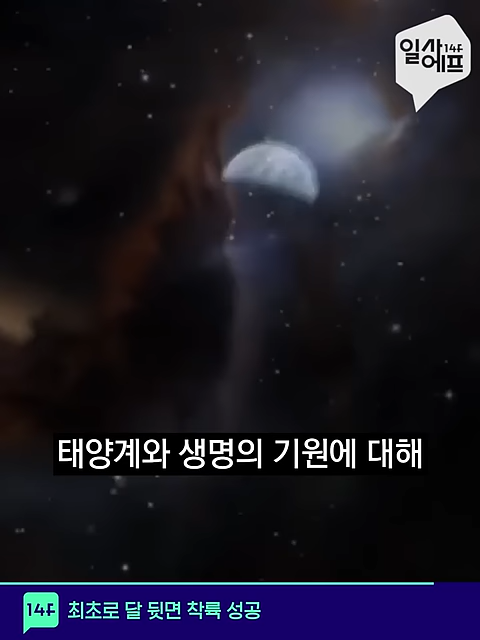 일사 14F
에프
태양계와 생명의 기원에 대해
14F 최초로 달 뒷면 착륙 성공